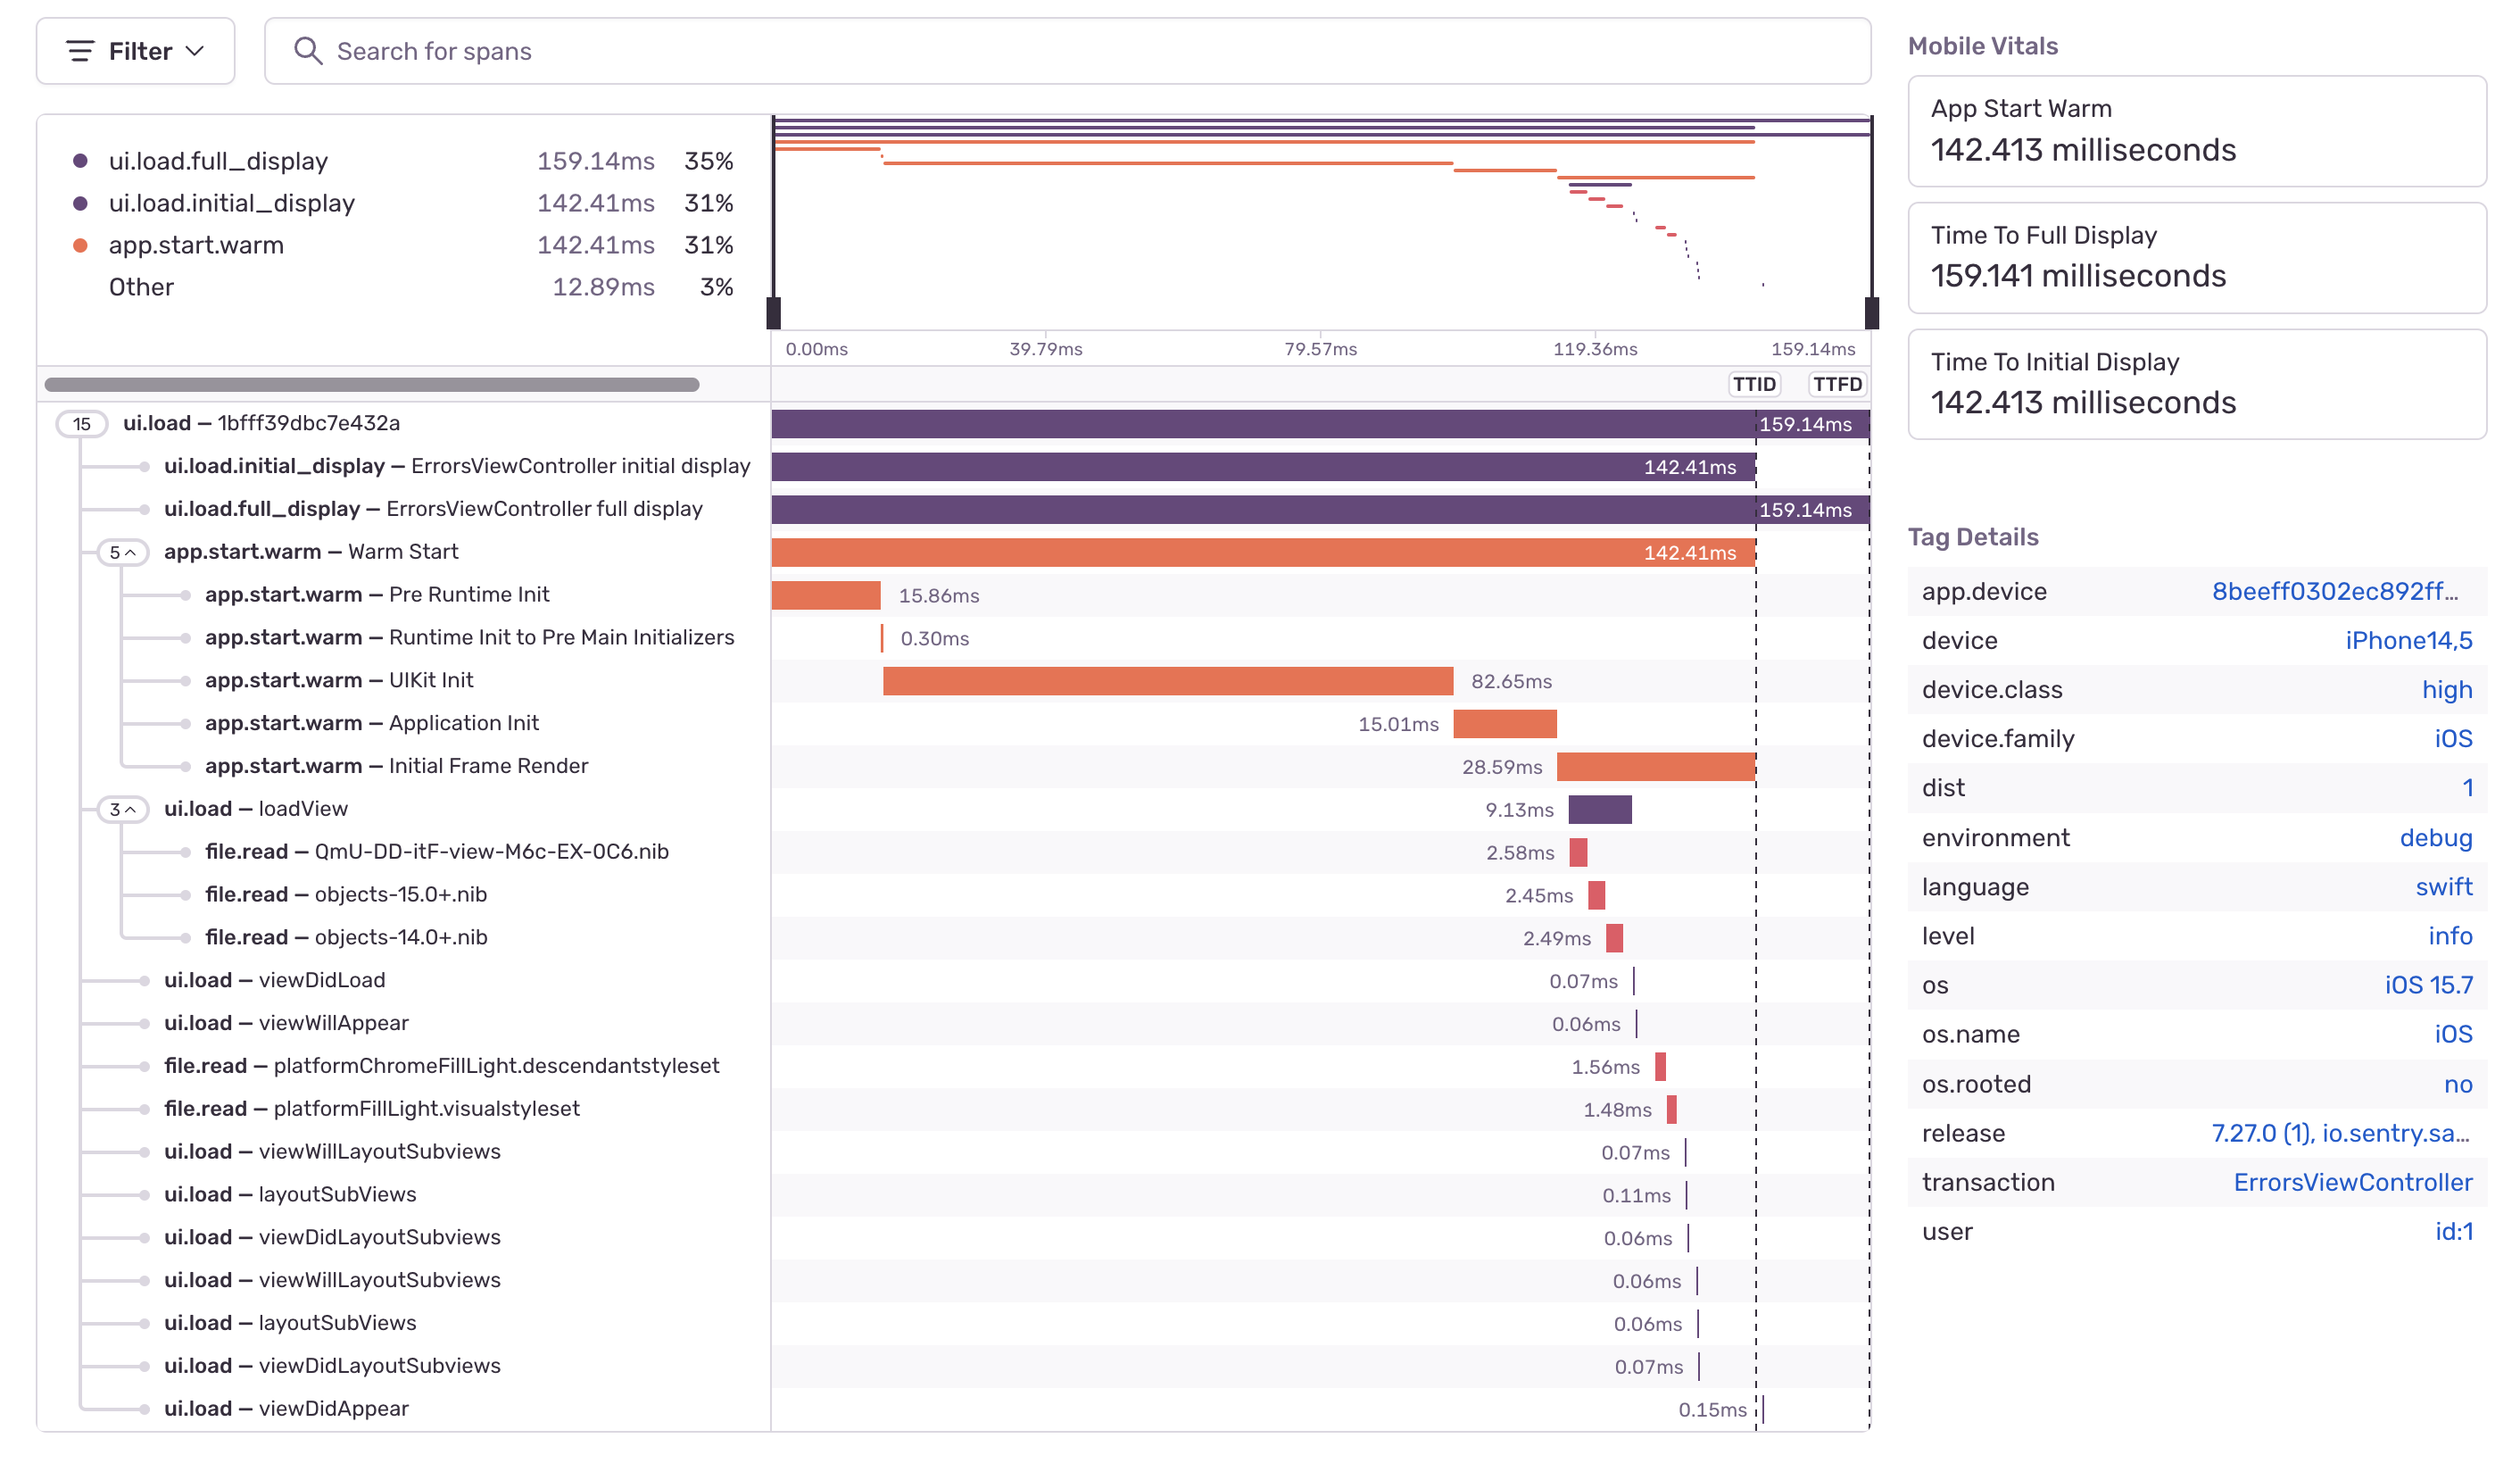 Filter
Search for spans
ui.load.full_display 159.14ms 35%
ui.load.initial_display 142.41ms 31%
app.start.warm 142.41ms 31%
Other 12.89ms 3%
0.00ms 39.79ms 79.57ms 119.36ms 159.14ms
TTID TTFD
15 ui.load — 1bfff39dbc7e432a 159.14ms
ui.load.initial_display — ErrorsViewController initial display 142.41ms
ui.load.full_display — ErrorsViewController full display 159.14ms
5 app.start.warm — Warm Start 142.41ms
app.start.warm — Pre Runtime Init 15.86ms
app.start.warm — Runtime Init to Pre Main Initializers 0.30ms
app.start.warm — UIKit Init 82.65ms
app.start.warm — Application Init 15.01ms
app.start.warm — Initial Frame Render 28.59ms
3 ui.load — loadView 9.13ms
file.read — QmU-DD-itF-view-M6c-EX-0C6.nib 2.58ms
file.read — objects-15.0+.nib 2.45ms
file.read — objects-14.0+.nib 2.49ms
ui.load — viewDidLoad 0.07ms
ui.load — viewWillAppear 0.06ms
file.read — platformChromeFillLight.descendantstyleset 1.56ms
file.read — platformFillLight.visualstyleset 1.48ms
ui.load — viewWillLayoutSubviews 0.07ms
ui.load — layoutSubViews 0.11ms
ui.load — viewDidLayoutSubviews 0.06ms
ui.load — viewWillLayoutSubviews 0.06ms
ui.load — layoutSubViews 0.06ms
ui.load — viewDidLayoutSubviews 0.07ms
ui.load — viewDidAppear 0.15ms
Mobile Vitals
App Start Warm
142.413 milliseconds
Time To Full Display
159.141 milliseconds
Time To Initial Display
142.413 milliseconds
Tag Details
app.device 8beeff0302ec892ff...
device iPhone14,5
device.class high
device.family iOS
dist 1
environment debug
language swift
level info
os iOS 15.7
os.name iOS
os.rooted no
release 7.27.0 (1), io.sentry.sa...
transaction ErrorsViewController
user id:1